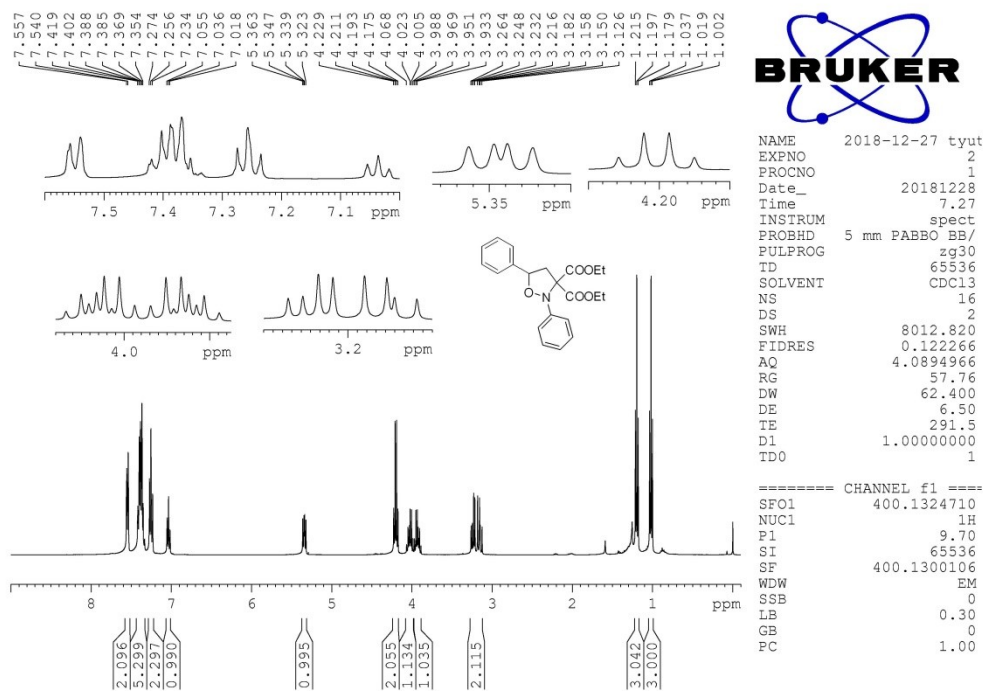 7.557
7.540
7.419
7.402
7.388
7.385
7.369
7.354
7.274
7.256
7.234
7.055
7.036
7.018
5.363
5.347
5.339
5.323
4.229
4.211
4.193
4.175
4.068
4.023
4.005
3.988
3.969
3.951
3.933
3.264
3.248
3.232
3.216
3.182
3.158
3.150
3.126
1.215
1.197
1.179
1.037
1.019
1.002
BRUKER
NAME 2018-12-27 tyut
EXPNO 2
PROCNO 1
Date_ 20181228
Time 7.27
INSTRUM spect
PROBHD 5 mm PABBO BB/
PULPROG zg30
TD 65536
SOLVENT CDCl3
NS 16
DS 2
SWH 8012.820
FIDRES 0.122266
AQ 4.0894966
RG 57.76
DW 62.400
DE 6.50
TE 291.5
D1 1.00000000
TD0 1
======== CHANNEL f1 ====
SFO1 400.1324710
NUC1 1H
P1 9.70
SI 65536
SF 400.1300106
WDW EM
SSB 0
LB 0.30
GB 0
PC 1.00
7.5 7.4 7.3 7.2 7.1 ppm
5.35 ppm
4.20 ppm
4.0 ppm
3.2 ppm
COOEt
COOEt
O
N
8 7 6 5 4 3 2 1 ppm
2.096
5.299
2.297
0.990
0.995
2.055
1.134
1.035
2.115
3.042
3.000